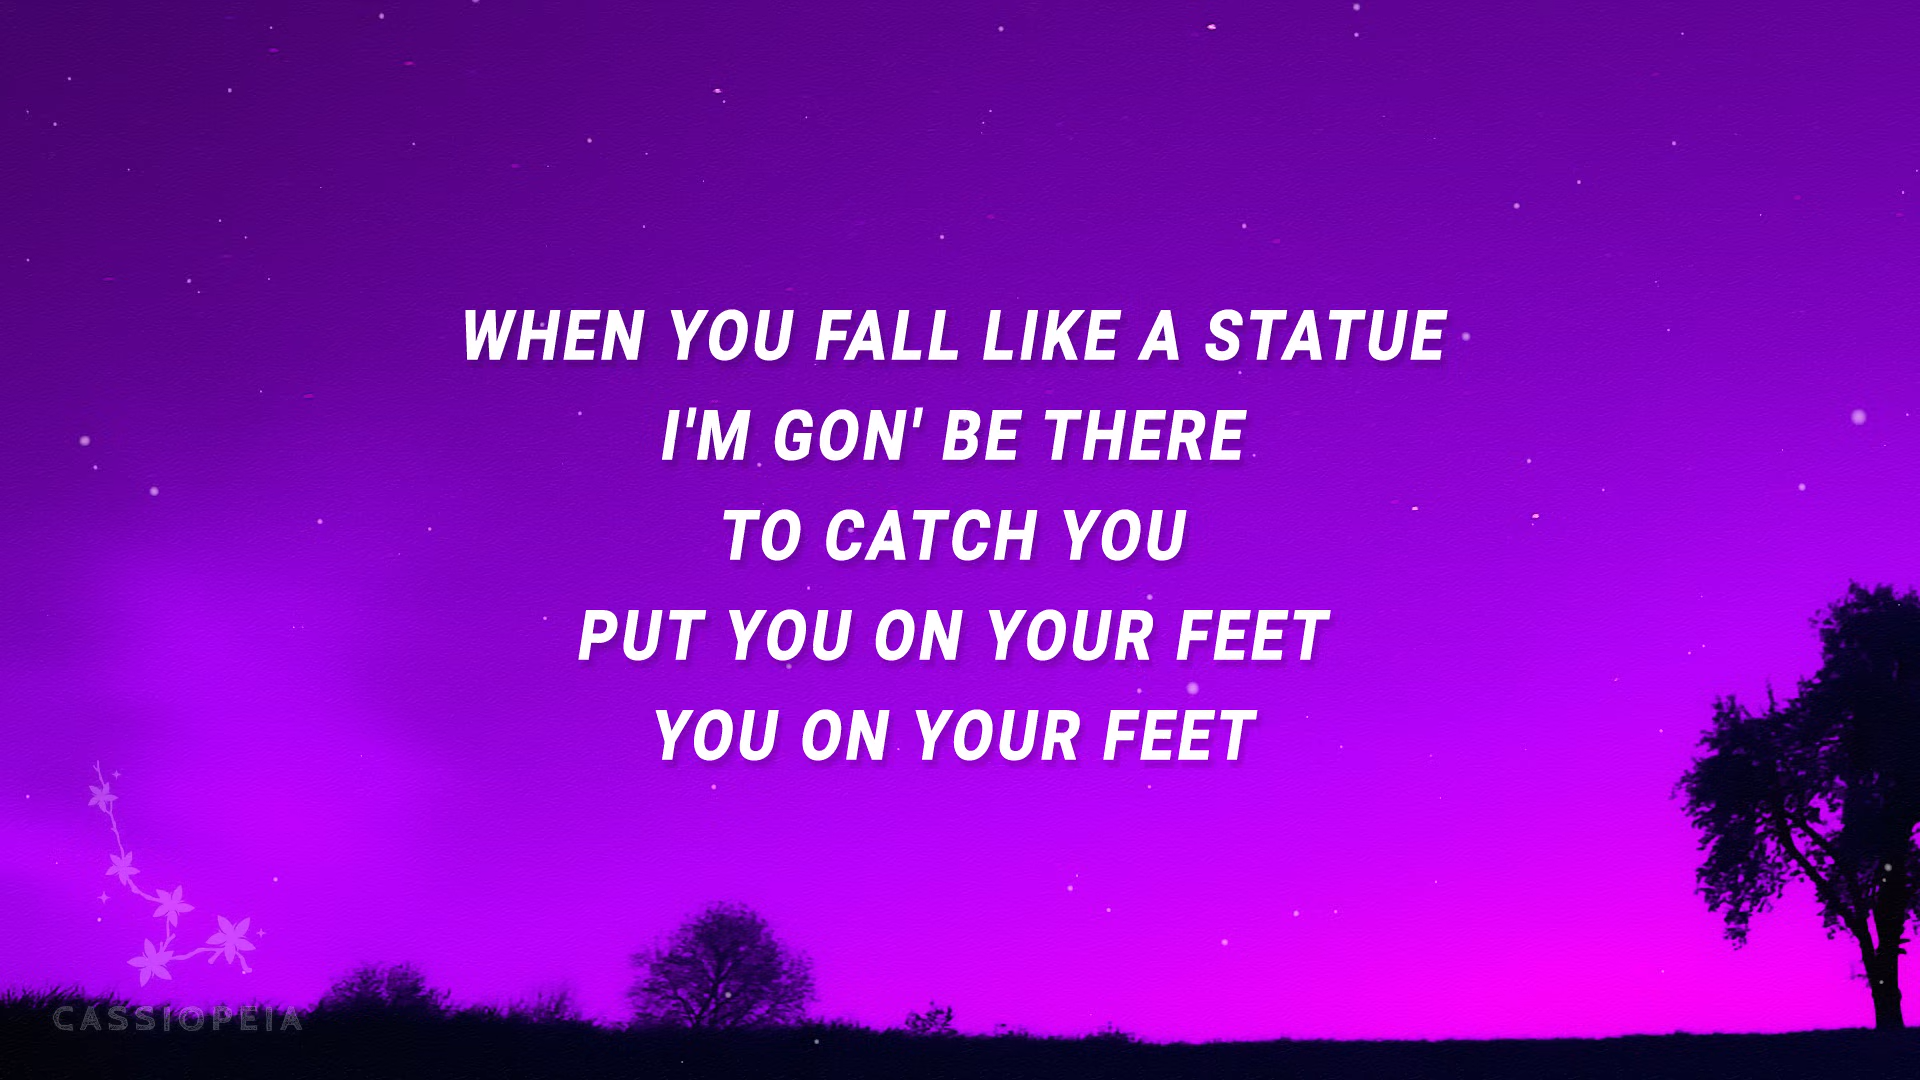 WHEN YOU FALL LIKE A STATUE
I'M GON' BE THERE
TO CATCH YOU
PUT YOU ON YOUR FEET
YOU ON YOUR FEET
CASSIOPEIA